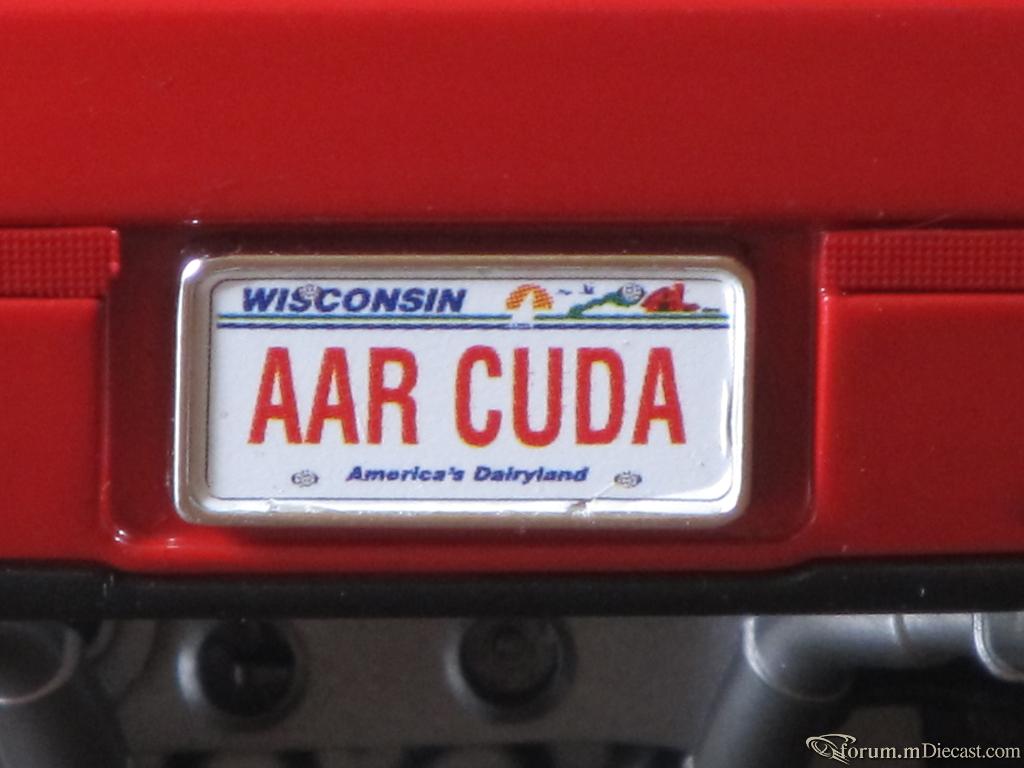 WISCONSIN
AAR CUDA
America's Dairyland
forum.mDiecast.com